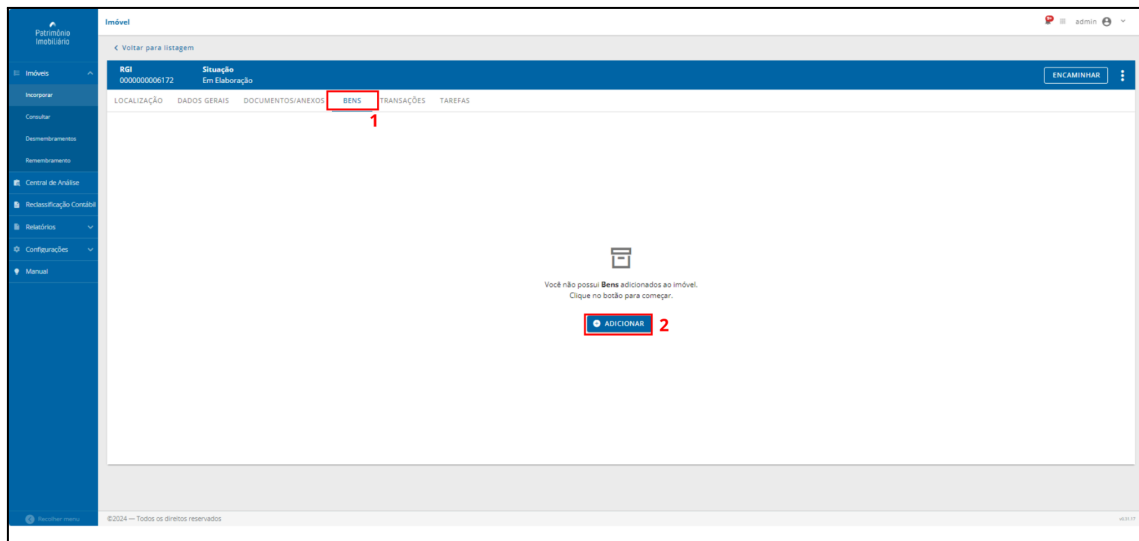 Patrimônio
Imobiliário
Imóveis
Incorporar
Consultar
Desmembramentos
Remembramento
Central de Análise
Reclassificação Contábil
Relatórios
Configurações
Manual
Recolher menu
Imóvel
admin
Voltar para listagem
RGI Situação
0000000006172 Em Elaboração
ENCAMINHAR
LOCALIZAÇÃO DADOS GERAIS DOCUMENTOS/ANEXOS BENS TRANSAÇÕES TAREFAS
1
Você não possui Bens adicionados ao imóvel.
Clique no botão para começar.
ADICIONAR 2
©2024 — Todos os direitos reservados